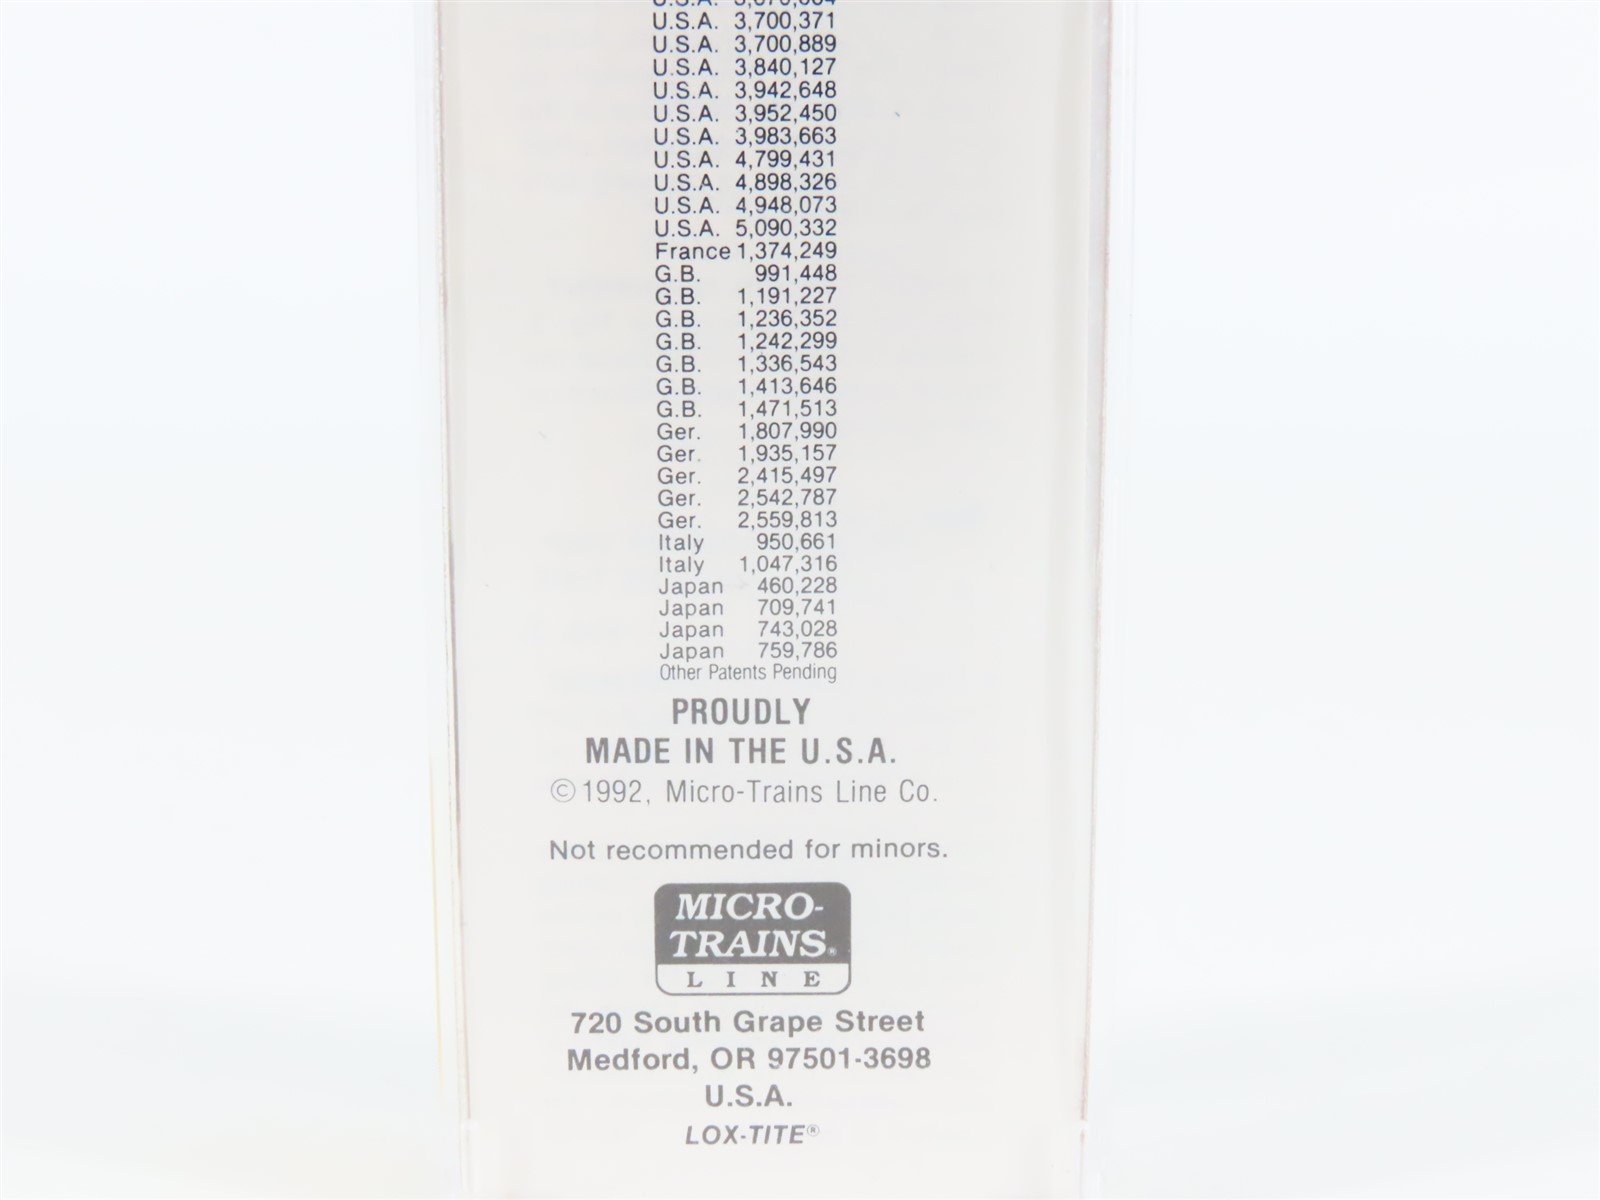 U.S.A. 3,700,371
U.S.A. 3,700,889
U.S.A. 3,840,127
U.S.A. 3,942,648
U.S.A. 3,952,450
U.S.A. 3,983,663
U.S.A. 4,799,431
U.S.A. 4,898,326
U.S.A. 4,948,073
U.S.A. 5,090,332
France 1,374,249
G.B. 991,448
G.B. 1,191,227
G.B. 1,236,352
G.B. 1,242,299
G.B. 1,336,543
G.B. 1,413,646
G.B. 1,471,513
Ger. 1,807,990
Ger. 1,935,157
Ger. 2,415,497
Ger. 2,542,787
Ger. 2,559,813
Italy 950,661
Italy 1,047,316
Japan 460,228
Japan 709,741
Japan 743,028
Japan 759,786
Other Patents Pending
PROUDLY
MADE IN THE U.S.A.
©1992, Micro-Trains Line Co.
Not recommended for minors.
MICRO-
TRAINS®
LINE
720 South Grape Street
Medford, OR 97501-3698
U.S.A.
LOX-TITE®